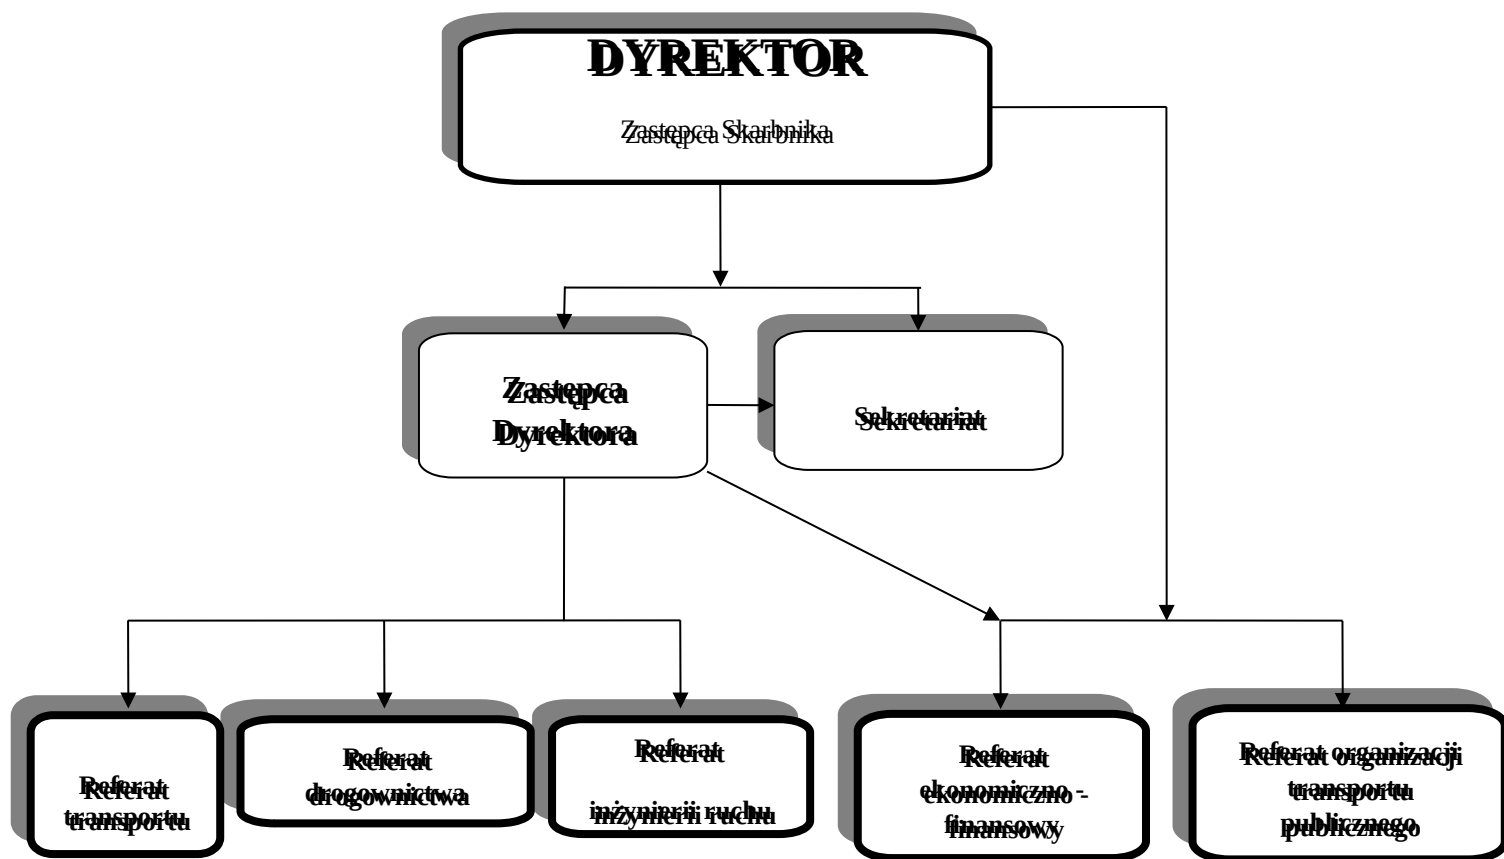 DYREKTOR
Zastępca Skarbnika
Zastępca
Dyrektora
Sekretariat
Referat
transportu
Referat
drogownictwa
Referat
inżynierii ruchu
Referat
ekonomiczno -
finansowy
Referat organizacji
transportu
publicznego